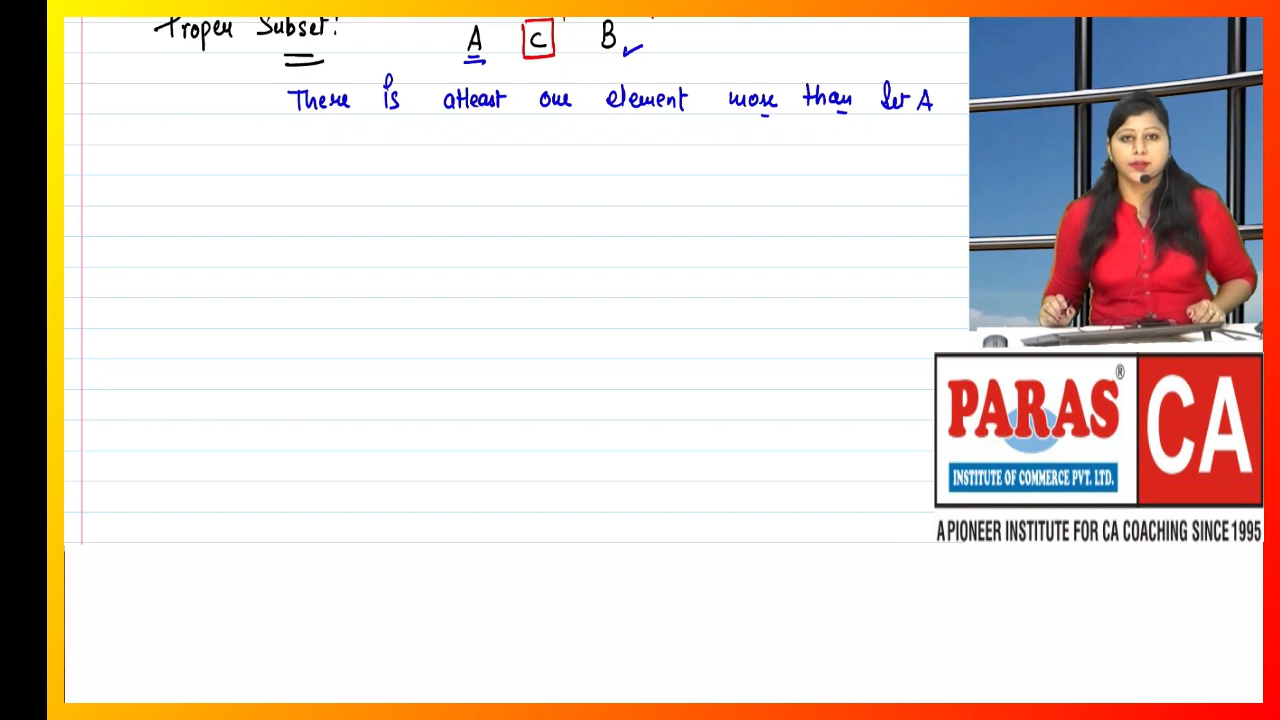 Proper Subset:
A ⊂ B
There is atleast one element more than Set A
PARAS ®
INSTITUTE OF COMMERCE PVT. LTD.
CA
A PIONEER INSTITUTE FOR CA COACHING SINCE 1995